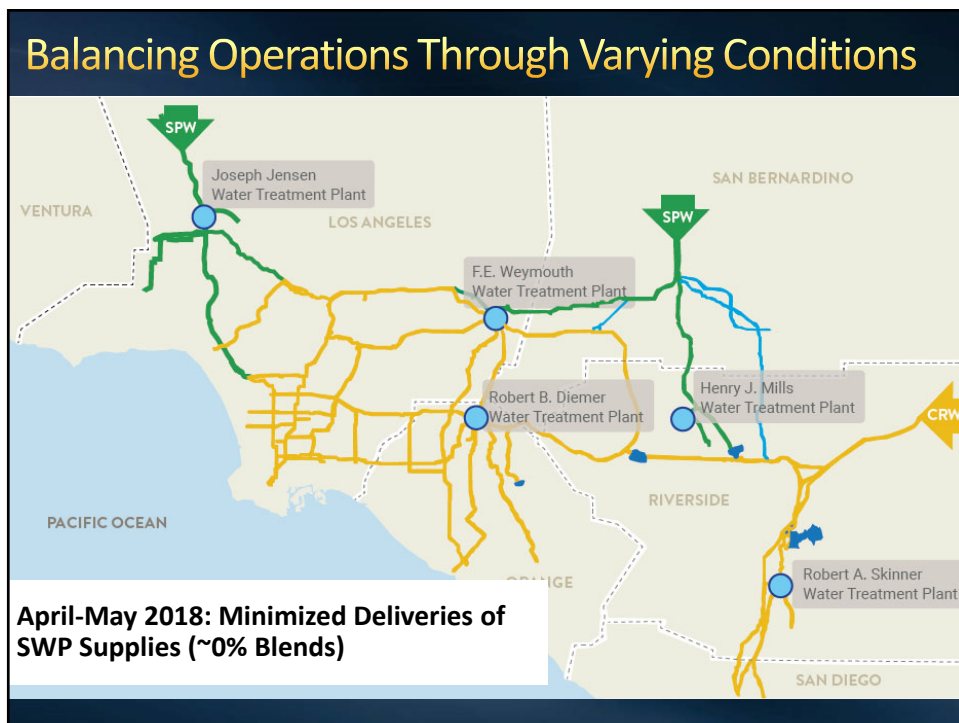 Balancing Operations Through Varying Conditions
SPW
Joseph Jensen
Water Treatment Plant
VENTURA
LOS ANGELES
SAN BERNARDINO
SPW
F.E. Weymouth
Water Treatment Plant
Robert B. Diemer
Water Treatment Plant
Henry J. Mills
Water Treatment Plant
CRW
RIVERSIDE
PACIFIC OCEAN
ORANGE
Robert A. Skinner
Water Treatment Plant
April-May 2018: Minimized Deliveries of
SWP Supplies (~0% Blends)
SAN DIEGO